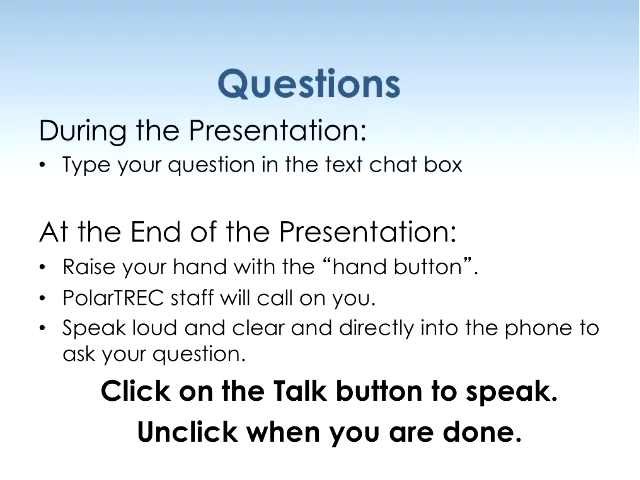 Questions
During the Presentation:
• Type your question in the text chat box
At the End of the Presentation:
• Raise your hand with the “hand button”.
• PolarTREC staff will call on you.
• Speak loud and clear and directly into the phone to
ask your question.
Click on the Talk button to speak.
Unclick when you are done.